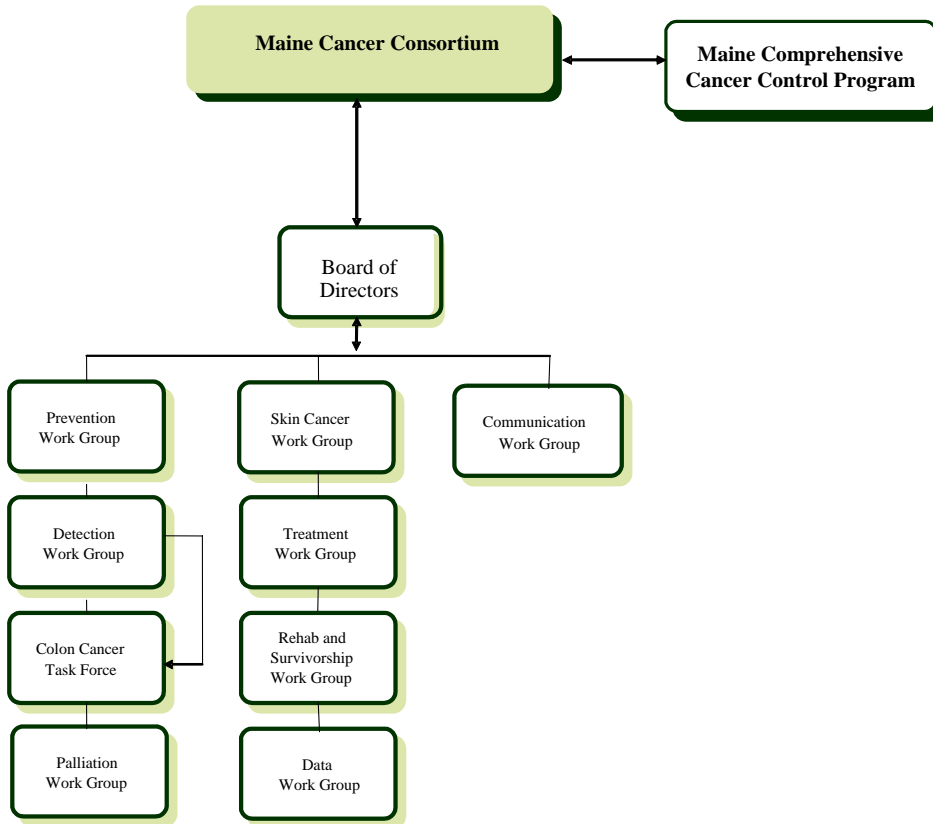 Maine Cancer Consortium
Maine Comprehensive
Cancer Control Program
Board of
Directors
Prevention
Work Group
Skin Cancer
Work Group
Communication
Work Group
Detection
Work Group
Treatment
Work Group
Colon Cancer
Task Force
Rehab and
Survivorship
Work Group
Palliation
Work Group
Data
Work Group